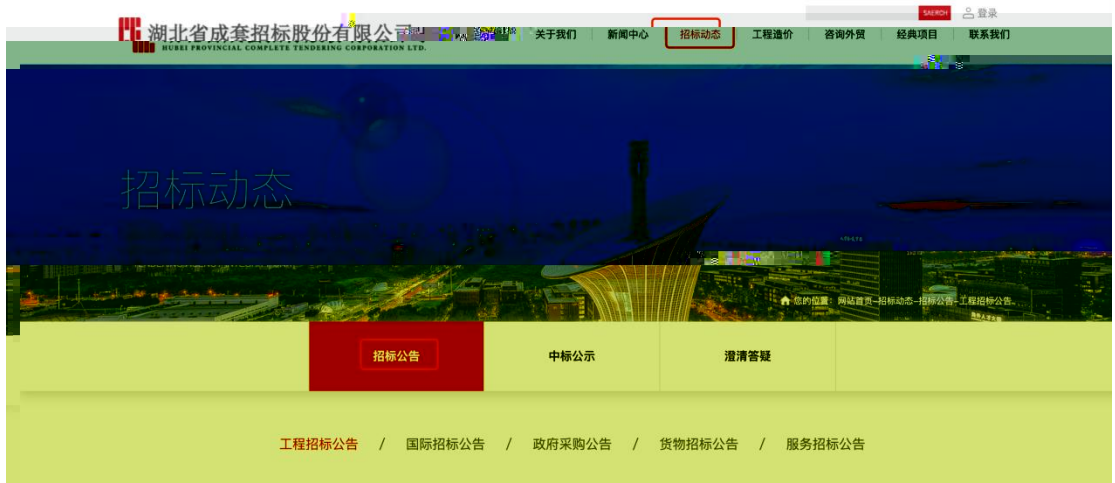 SAERCH 登录
湖北省成套招标股份有限公司
HUBEI PROVINCIAL COMPLETE TENDERING CORPORATION LTD.
关于我们 新闻中心 招标动态 工程造价 咨询外贸 经典项目 联系我们
招标动态
您的位置: 网站首页-招标动态-招标公告-工程招标公告
招标公告 中标公示 澄清答疑
工程招标公告 / 国际招标公告 / 政府采购公告 / 货物招标公告 / 服务招标公告